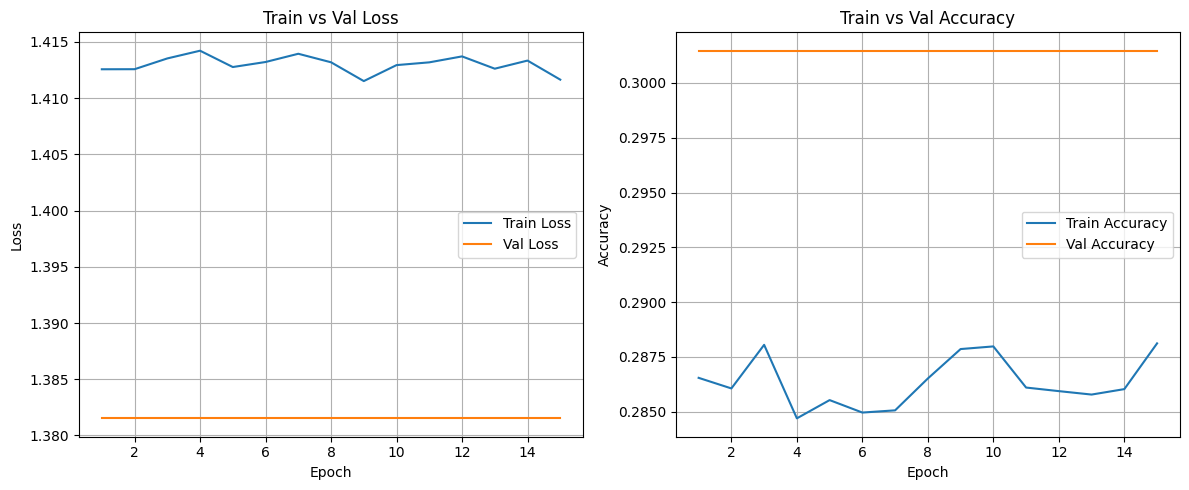 Train vs Val Loss
1.415
1.410
1.405
1.400
1.395
1.390
1.385
1.380
Loss
Train Loss
Val Loss
2 4 6 8 10 12 14
Epoch
Train vs Val Accuracy
0.3000
0.2975
0.2950
0.2925
0.2900
0.2875
0.2850
Accuracy
Train Accuracy
Val Accuracy
2 4 6 8 10 12 14
Epoch